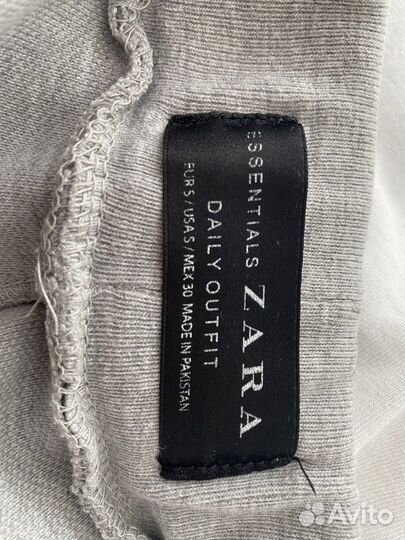 ESSENTIALS ZARA
DAILY OUTFIT
EUR S / USA S / MEX 30 MADE IN PAKISTAN
Avito